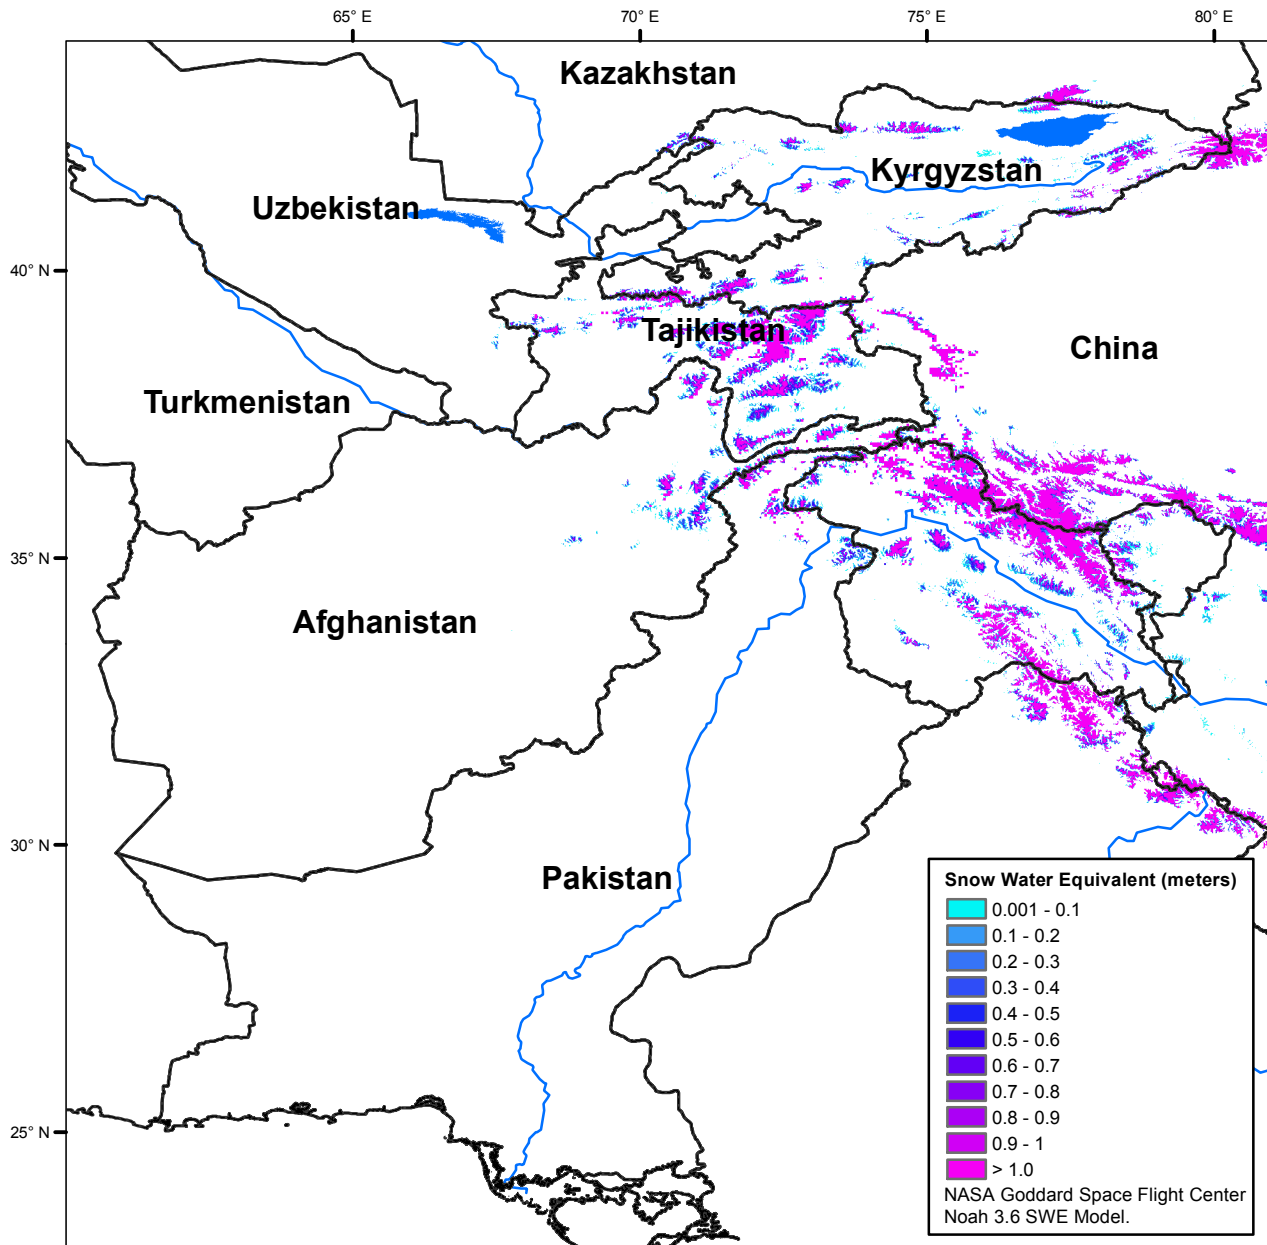 65° E
70° E
75° E
80° E
Kazakhstan
Kyrgyzstan
Uzbekistan
40° N
Tajikistan
China
Turkmenistan
35° N
Afghanistan
30° N
Pakistan
25° N
Snow Water Equivalent (meters)
0.001 - 0.1
0.1 - 0.2
0.2 - 0.3
0.3 - 0.4
0.4 - 0.5
0.5 - 0.6
0.6 - 0.7
0.7 - 0.8
0.8 - 0.9
0.9 - 1
> 1.0
NASA Goddard Space Flight Center
Noah 3.6 SWE Model.